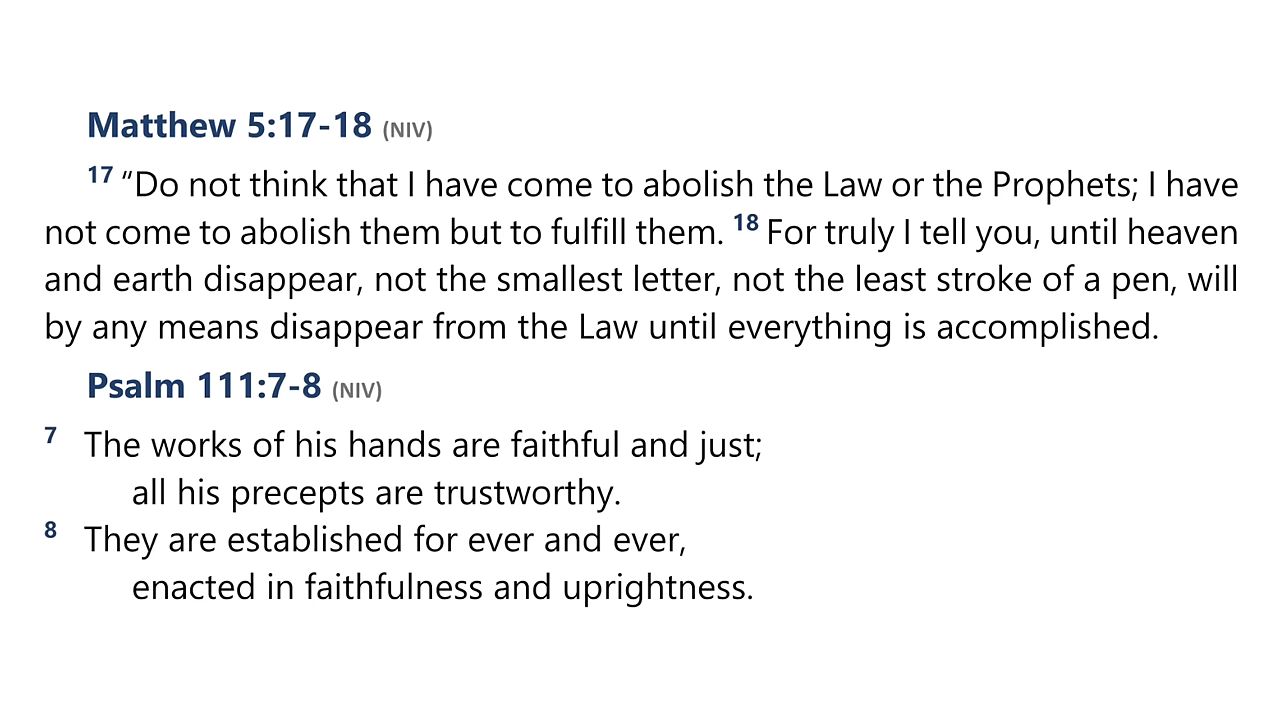 Matthew 5:17-18 (NIV)
17 “Do not think that I have come to abolish the Law or the Prophets; I have
not come to abolish them but to fulfill them. 18 For truly I tell you, until heaven
and earth disappear, not the smallest letter, not the least stroke of a pen, will
by any means disappear from the Law until everything is accomplished.
Psalm 111:7-8 (NIV)
7 The works of his hands are faithful and just;
all his precepts are trustworthy.
8 They are established for ever and ever,
enacted in faithfulness and uprightness.